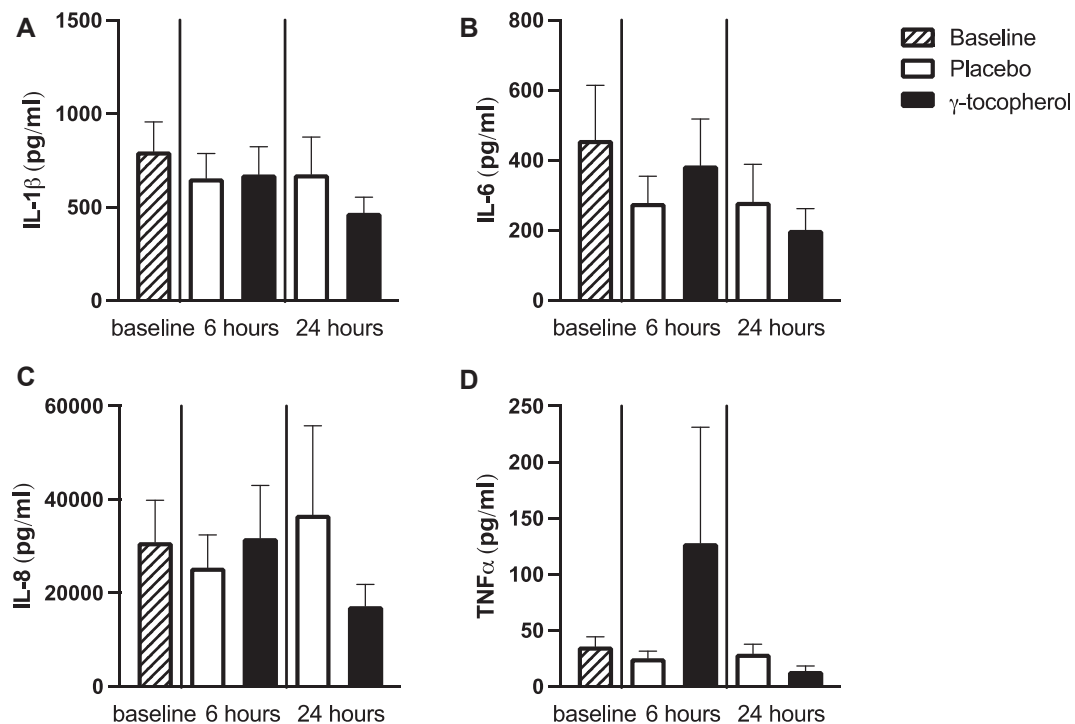 A
IL-1β (pg/ml)
1500
1000
500
0
baseline 6 hours 24 hours
B
IL-6 (pg/ml)
800
600
400
200
0
baseline 6 hours 24 hours
Baseline
Placebo
γ-tocopherol
C
IL-8 (pg/ml)
60000
40000
20000
0
baseline 6 hours 24 hours
D
TNFα (pg/ml)
250
200
150
100
50
0
baseline 6 hours 24 hours